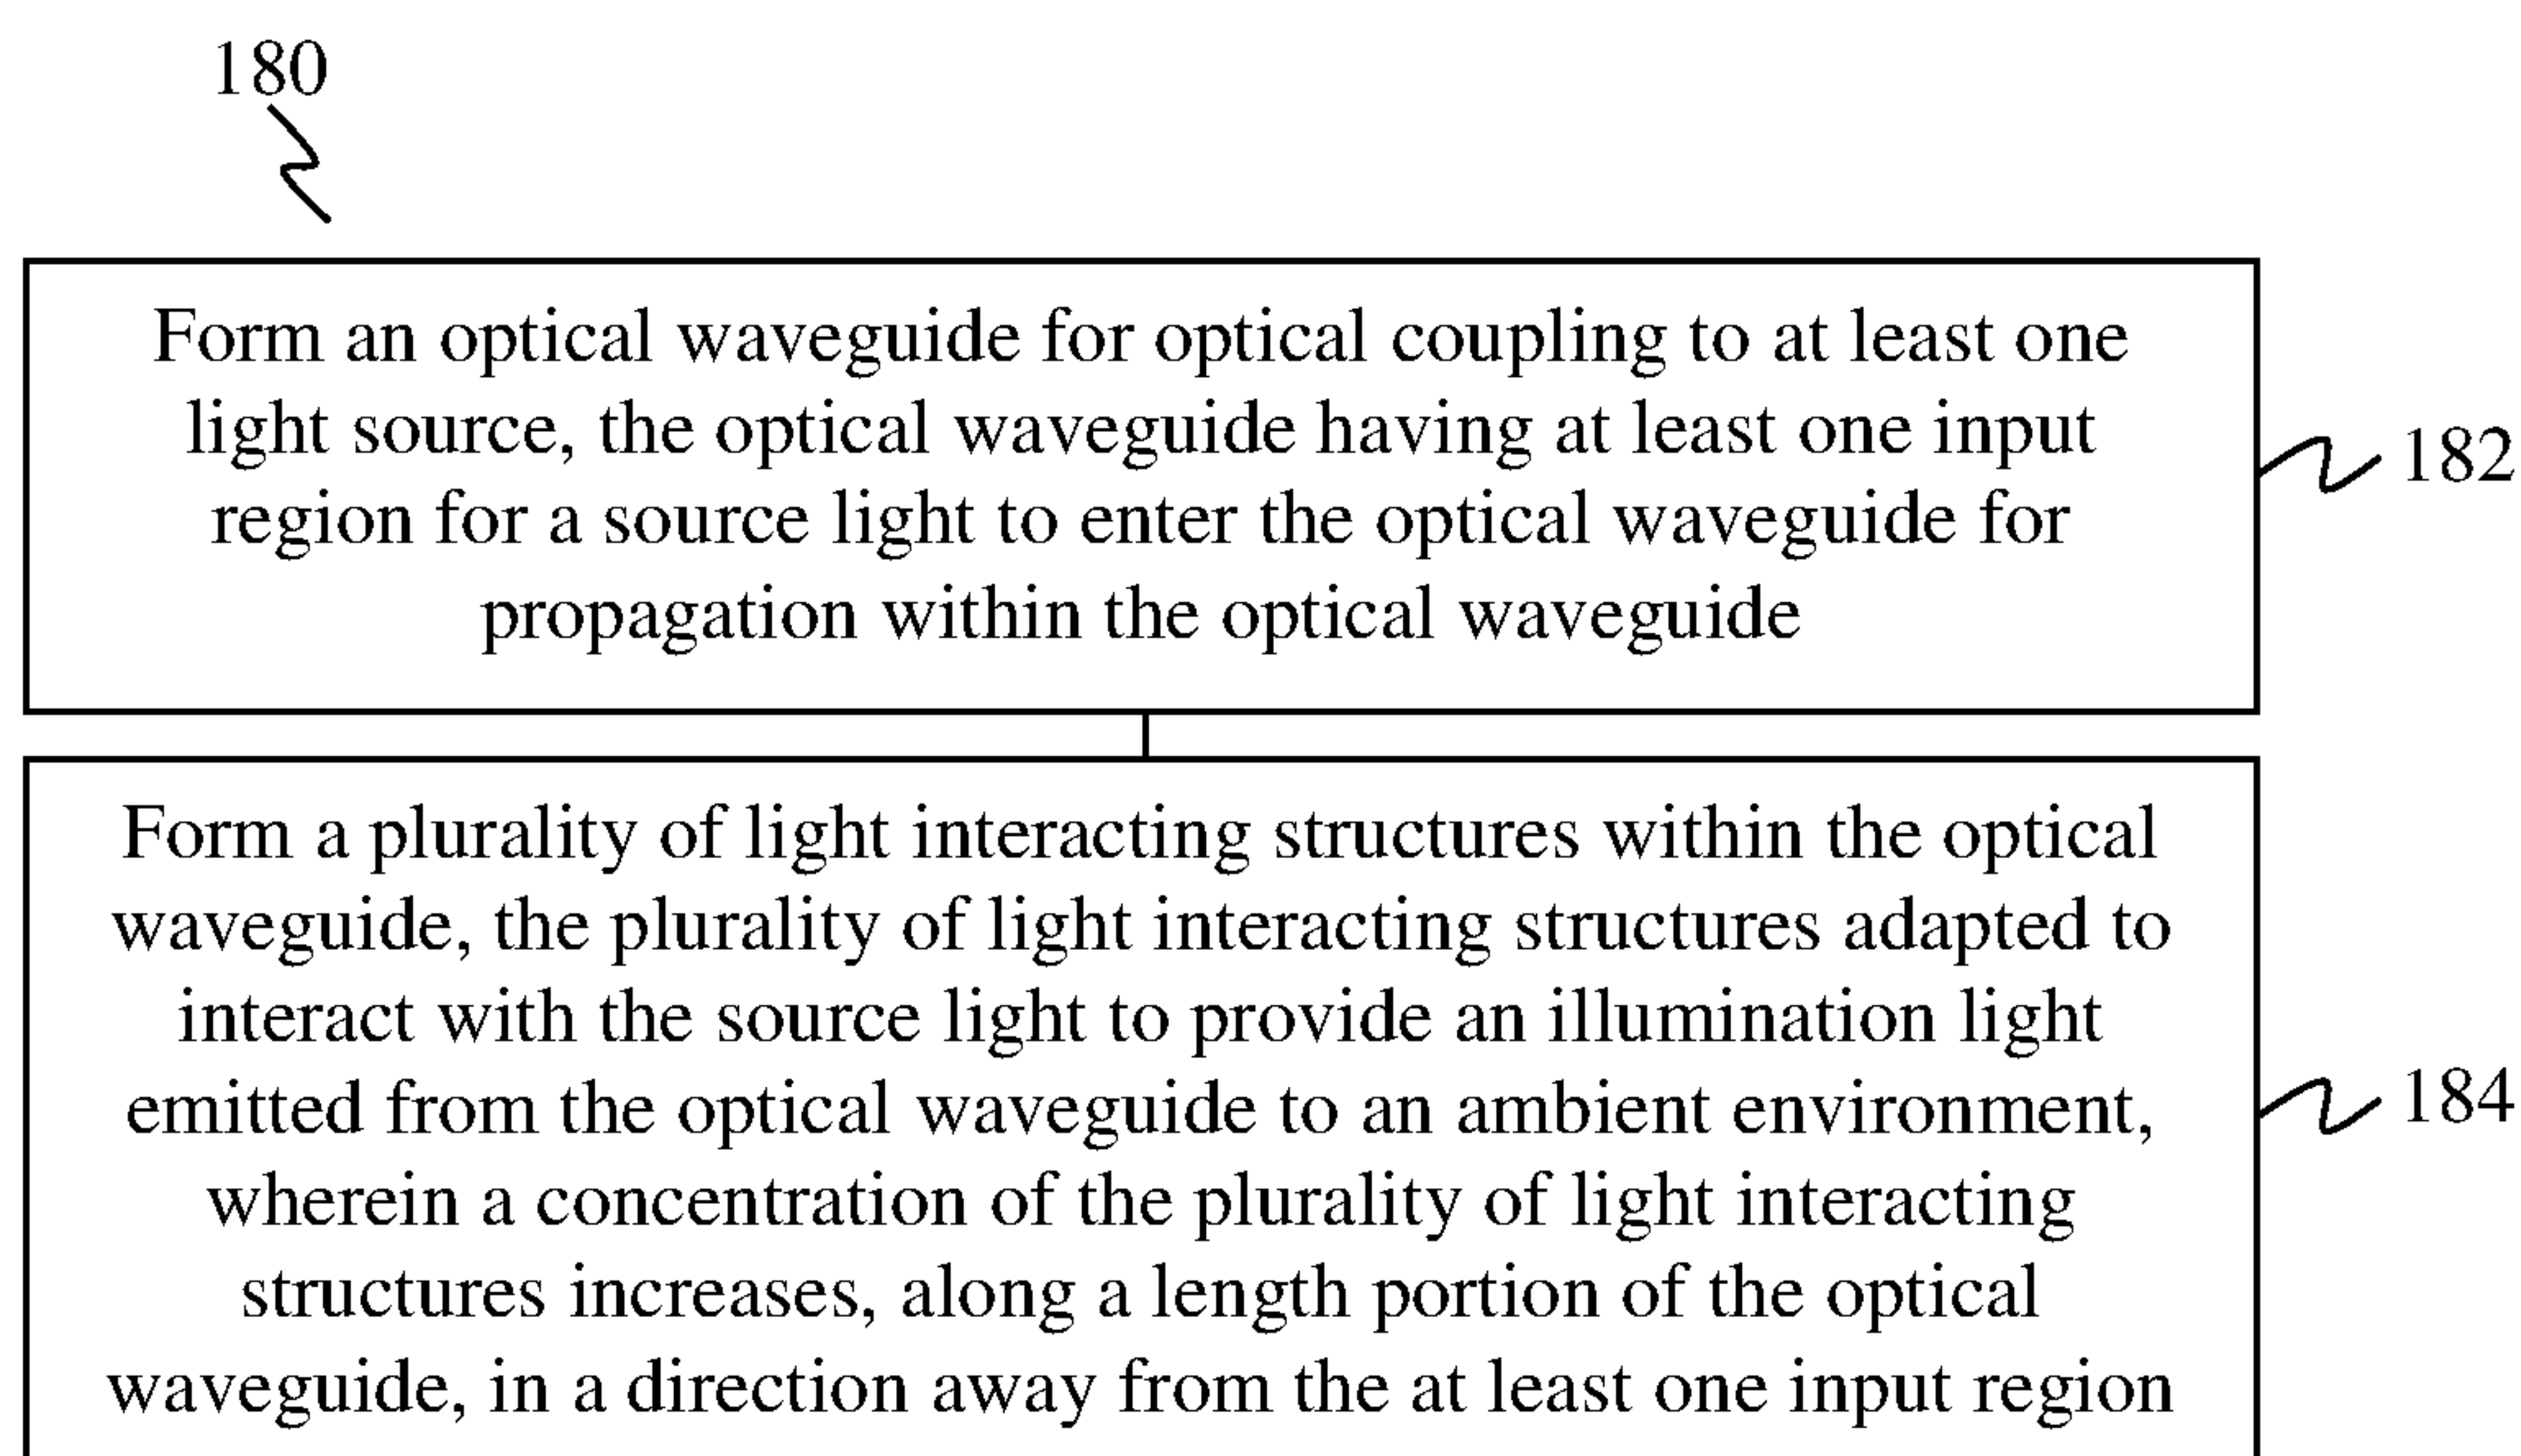 180
Form an optical waveguide for optical coupling to at least one
light source, the optical waveguide having at least one input
region for a source light to enter the optical waveguide for
propagation within the optical waveguide
182
Form a plurality of light interacting structures within the optical
waveguide, the plurality of light interacting structures adapted to
interact with the source light to provide an illumination light
emitted from the optical waveguide to an ambient environment,
wherein a concentration of the plurality of light interacting
structures increases, along a length portion of the optical
waveguide, in a direction away from the at least one input region
184